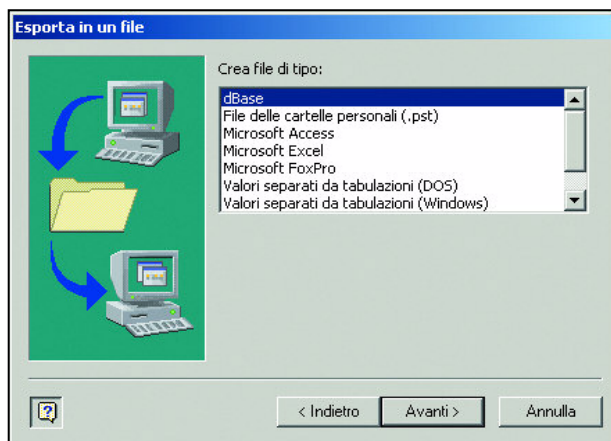 Esporta in un file
Crea file di tipo:
dBase
File delle cartelle personali (.pst)
Microsoft Access
Microsoft Excel
Microsoft FoxPro
Valori separati da tabulazioni (DOS)
Valori separati da tabulazioni (Windows)
?
< Indietro
Avanti >
Annulla